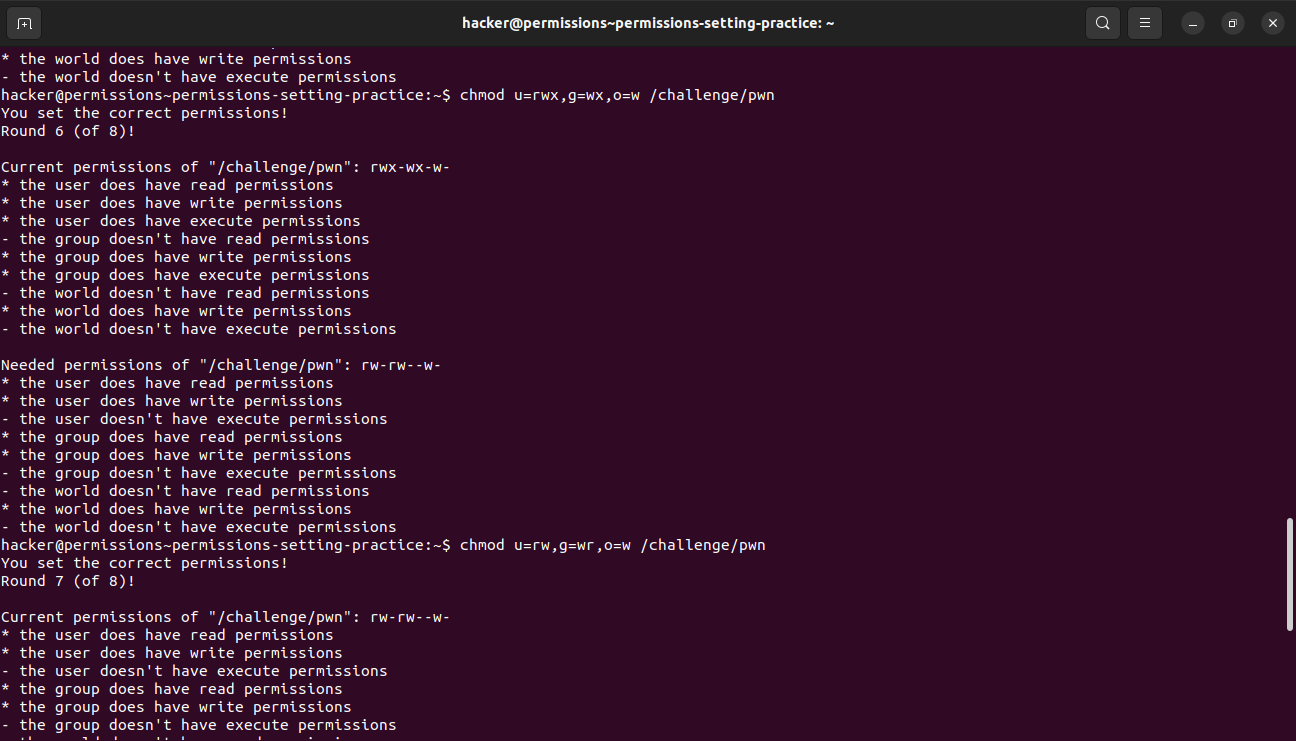 hacker@permissions~permissions-setting-practice: ~
* the world does have write permissions
- the world doesn't have execute permissions
hacker@permissions~permissions-setting-practice:~$ chmod u=rwx,g=wx,o=w /challenge/pwn
You set the correct permissions!
Round 6 (of 8)!
Current permissions of "/challenge/pwn": rwx-wx-w-
* the user does have read permissions
* the user does have write permissions
* the user does have execute permissions
- the group doesn't have read permissions
* the group does have write permissions
* the group does have execute permissions
- the world doesn't have read permissions
* the world does have write permissions
- the world doesn't have execute permissions
Needed permissions of "/challenge/pwn": rw-rw--w-
* the user does have read permissions
* the user does have write permissions
- the user doesn't have execute permissions
* the group does have read permissions
* the group does have write permissions
- the group doesn't have execute permissions
- the world doesn't have read permissions
* the world does have write permissions
- the world doesn't have execute permissions
hacker@permissions~permissions-setting-practice:~$ chmod u=rw,g=wr,o=w /challenge/pwn
You set the correct permissions!
Round 7 (of 8)!
Current permissions of "/challenge/pwn": rw-rw--w-
* the user does have read permissions
* the user does have write permissions
- the user doesn't have execute permissions
* the group does have read permissions
* the group does have write permissions
- the group doesn't have execute permissions